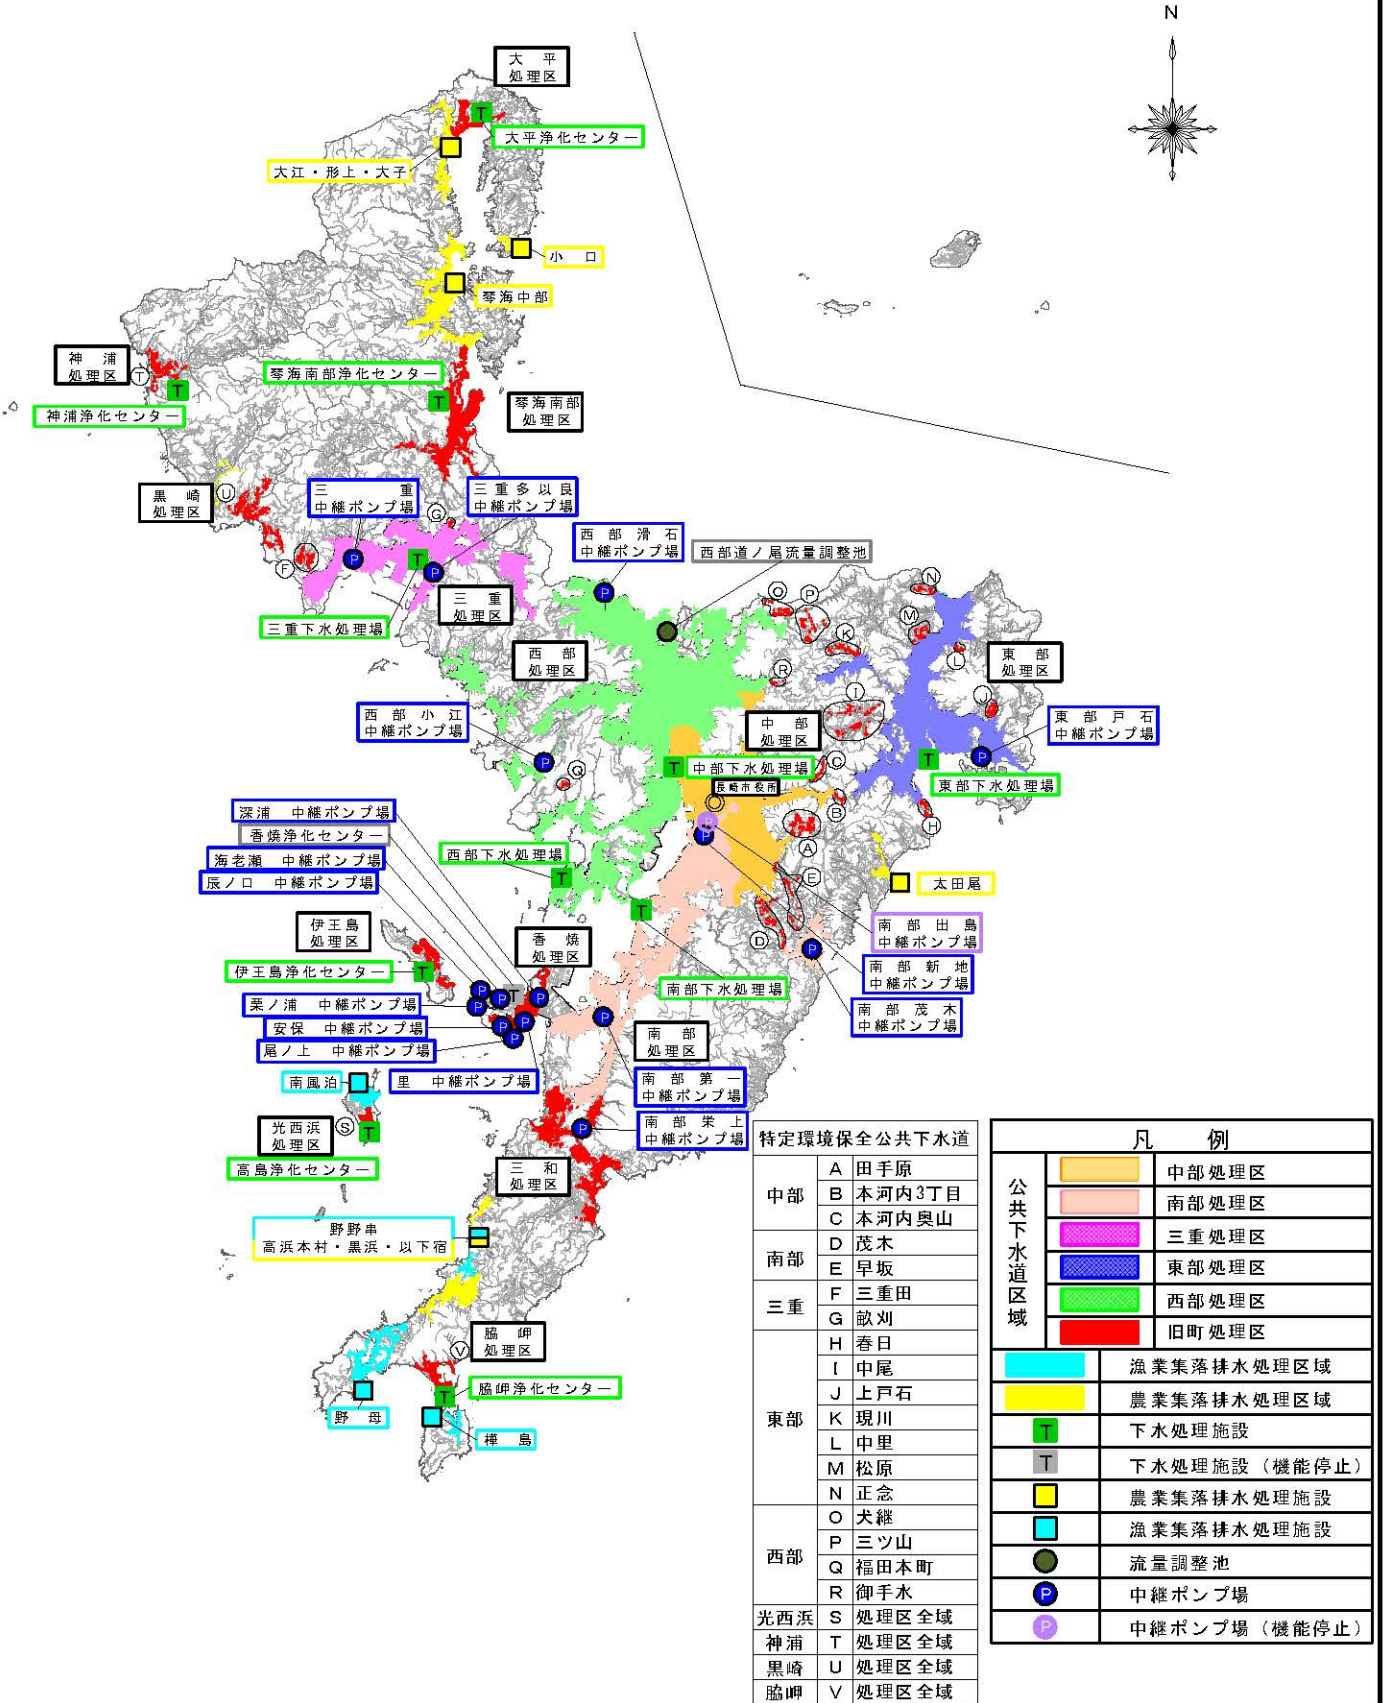 N
大平
処理区
大平浄化センター
大江・形上・大子
小口
琴海中部
神浦
処理区
T
神浦浄化センター
琴海南部浄化センター
琴海南部
処理区
黒崎
処理区
U
三重
中継ポンプ場
三重多以良
中継ポンプ場
G
F
西部滑石
中継ポンプ場
西部道ノ尾流量調整池
三重
処理区
三重下水処理場
西部
処理区
O
P
N
M
K
L
R
I
J
東部
処理区
西部小江
中継ポンプ場
中部
処理区
東部戸石
中継ポンプ場
Q
C
中部下水処理場
長崎市役所
東部下水処理場
B
H
A
E
D
深浦 中継ポンプ場
香焼浄化センター
海老瀬 中継ポンプ場
辰ノ口 中継ポンプ場
西部下水処理場
太田尾
伊王島
処理区
香焼
処理区
南部出島
中継ポンプ場
伊王島浄化センター
南部新地
中継ポンプ場
南部下水処理場
栗ノ浦 中継ポンプ場
南部茂木
中継ポンプ場
安保 中継ポンプ場
尾ノ上 中継ポンプ場
南部
処理区
南風泊
里 中継ポンプ場
南部第一
中継ポンプ場
光西浜
処理区
S
南部栄上
中継ポンプ場
高島浄化センター
三和
処理区
野野串
高浜本村・黒浜・以下宿
脇岬
処理区
V
脇岬浄化センター
野母
樺島
特定環境保全公共下水道
中部
A 田手原
B 本河内3丁目
C 本河内奥山
南部
D 茂木
E 早坂
三重
F 三重田
G 畝刈
東部
H 春日
I 中尾
J 上戸石
K 現川
L 中里
M 松原
N 正念
西部
O 犬継
P 三ツ山
Q 福田本町
R 御手水
光西浜 S 処理区全域
神浦 T 処理区全域
黒崎 U 処理区全域
脇岬 V 処理区全域
凡例
公共下水道区域
中部処理区
南部処理区
三重処理区
東部処理区
西部処理区
旧町処理区
漁業集落排水処理区域
農業集落排水処理区域
T 下水処理施設
T 下水処理施設（機能停止）
農業集落排水処理施設
漁業集落排水処理施設
流量調整池
P 中継ポンプ場
P 中継ポンプ場（機能停止）